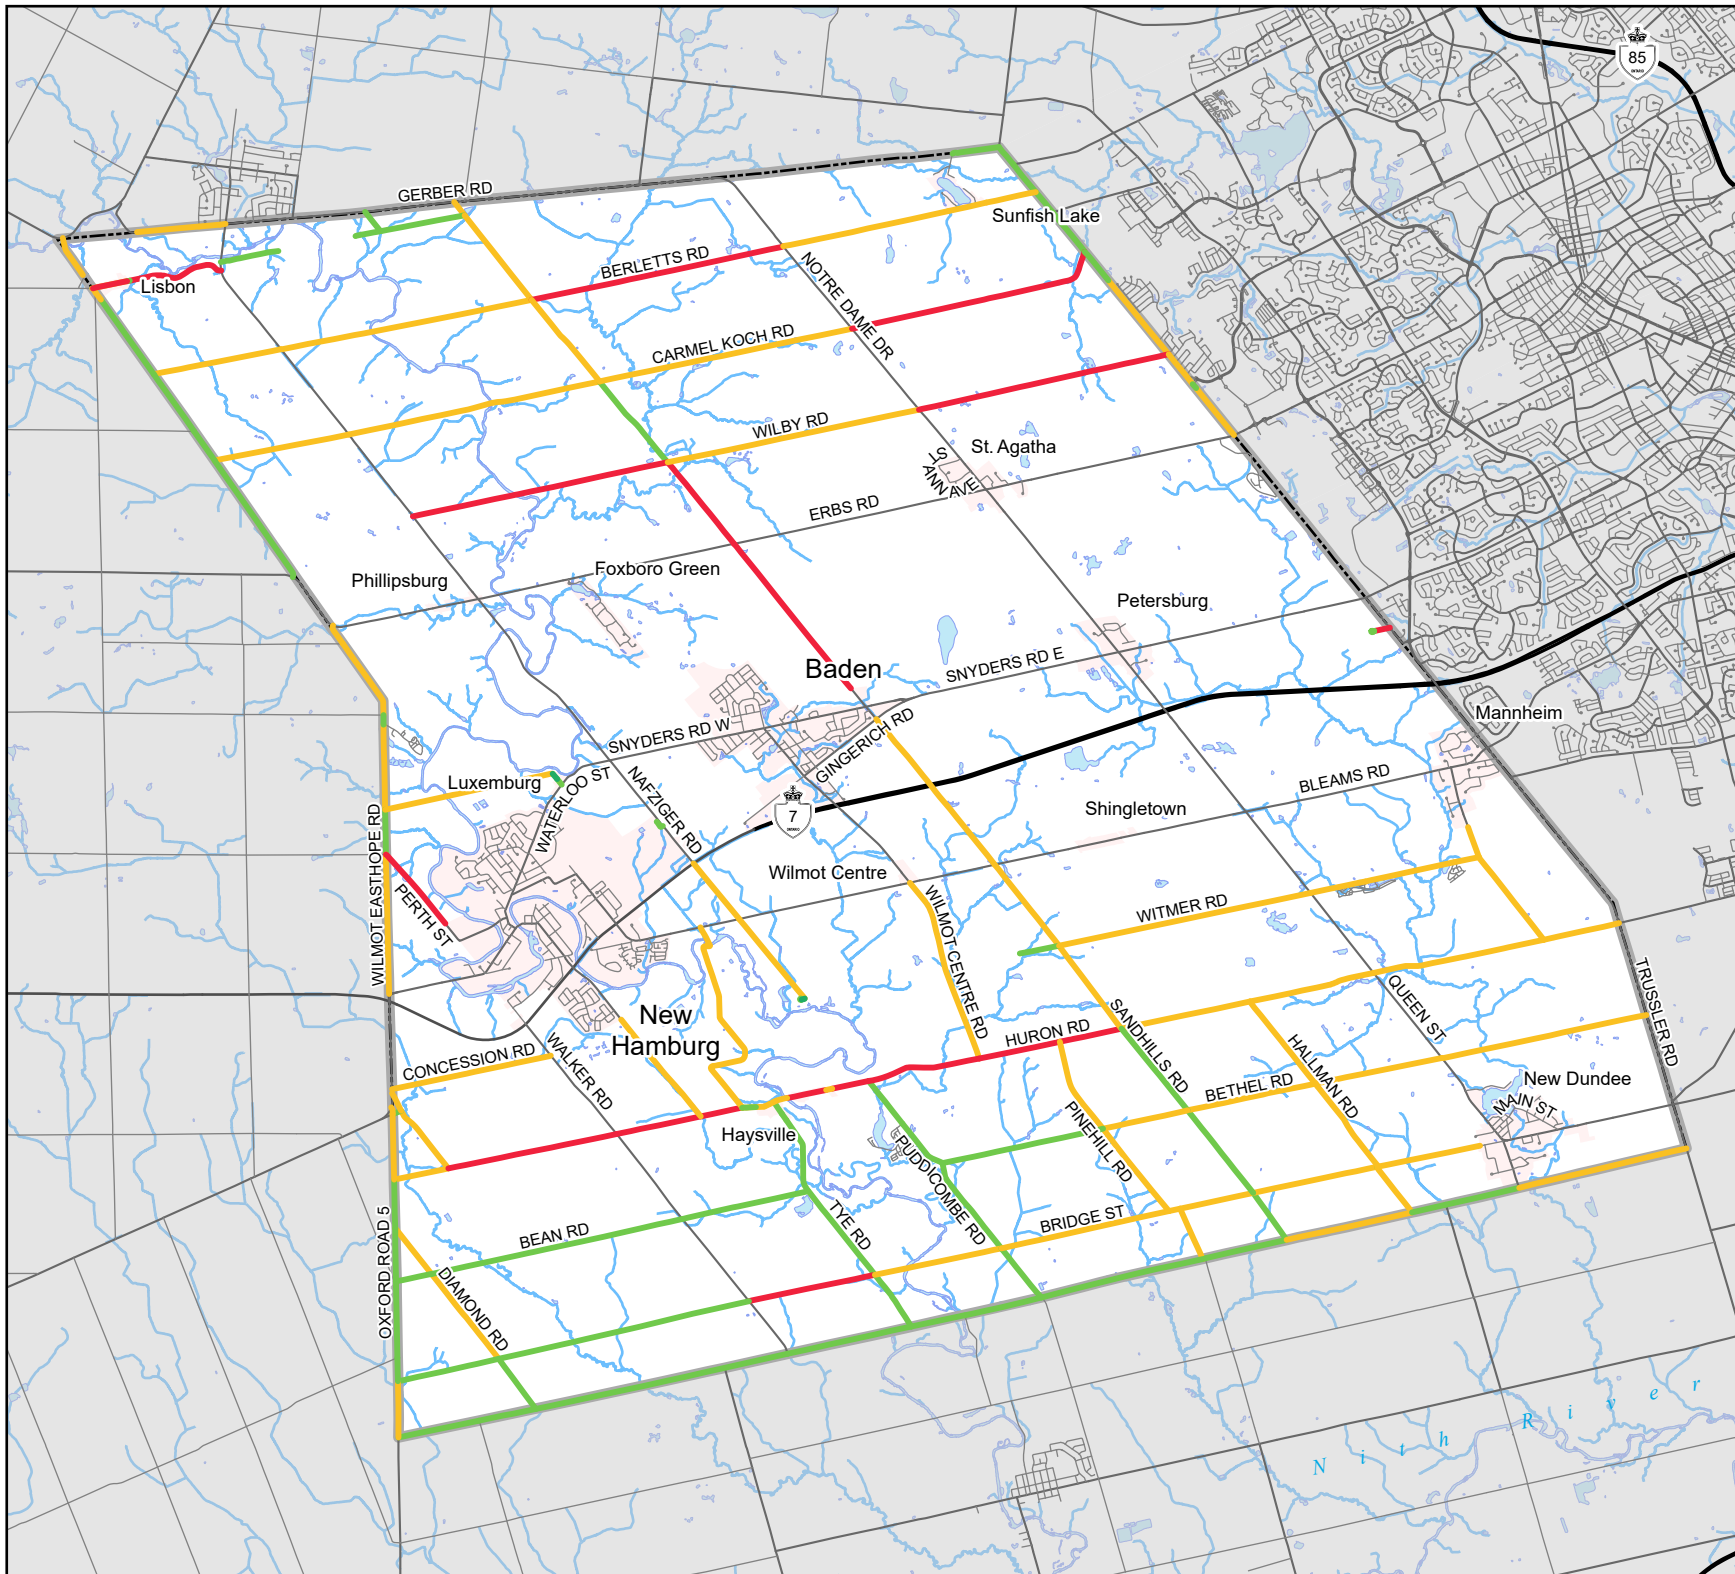 85
GERBER RD
Sunfish Lake
BERLETTS RD
NOTRE DAME DR
Lisbon
CARMEL KOCH RD
WILBY RD
St. Agatha
ST
ANN AVE
ERBS RD
Foxboro Green
Phillipsburg
Petersburg
Baden
SNYDERS RD E
Mannheim
SNYDERS RD W
GINGERICH RD
Luxemburg
WATERLOO ST
NAFZIGER RD
BLEAMS RD
7
Shingletown
WILMOT EASTHOPE RD
Wilmot Centre
PERTH ST
WILMOT CENTRE RD
WITMER RD
TRUSSLER RD
QUEEN ST
New
Hamburg
SANDHILLS RD
HURON RD
CONCESSION RD
WALKER RD
HALLMAN RD
BETHEL RD
New Dundee
MAIN ST
PINEHILL RD
Haysville
PUDDICOMBE RD
TYE RD
BRIDGE ST
BEAN RD
OXFORD ROAD 5
DIAMOND RD
Nith River